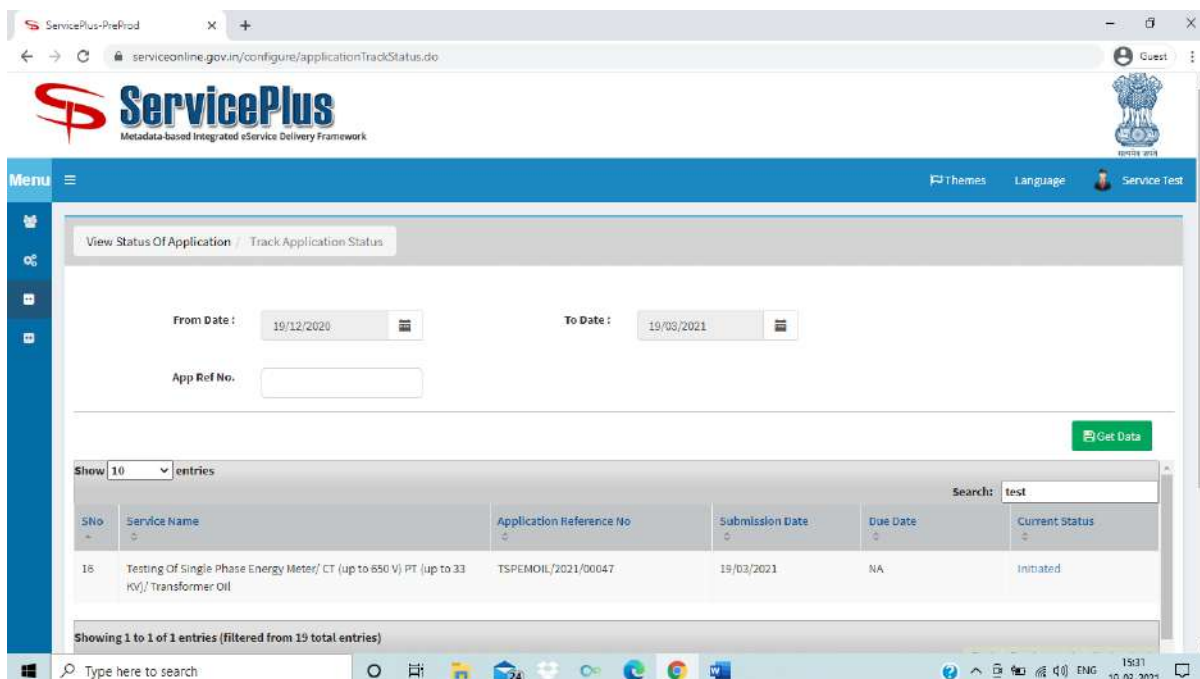 ServicePlus-PreProd
serviceonline.gov.in/configure/applicationTrackStatus.do
Guest
ServicePlus
Metadata-based Integrated eService Delivery Framework
सत्यमेव जयते
Menu
Themes Language Service Test
View Status Of Application / Track Application Status
From Date : 19/12/2020 To Date : 19/03/2021
App Ref No.
Get Data
Show 10 entries
Search: test
SNo Service Name Application Reference No Submission Date Due Date Current Status
16 Testing Of Single Phase Energy Meter/ CT (up to 650 V) PT (up to 33 TSPEMOIL/2021/00047 19/03/2021 NA Initiated
KV)/ Transformer Oil
Showing 1 to 1 of 1 entries (filtered from 19 total entries)
Type here to search
24
ENG
15:31